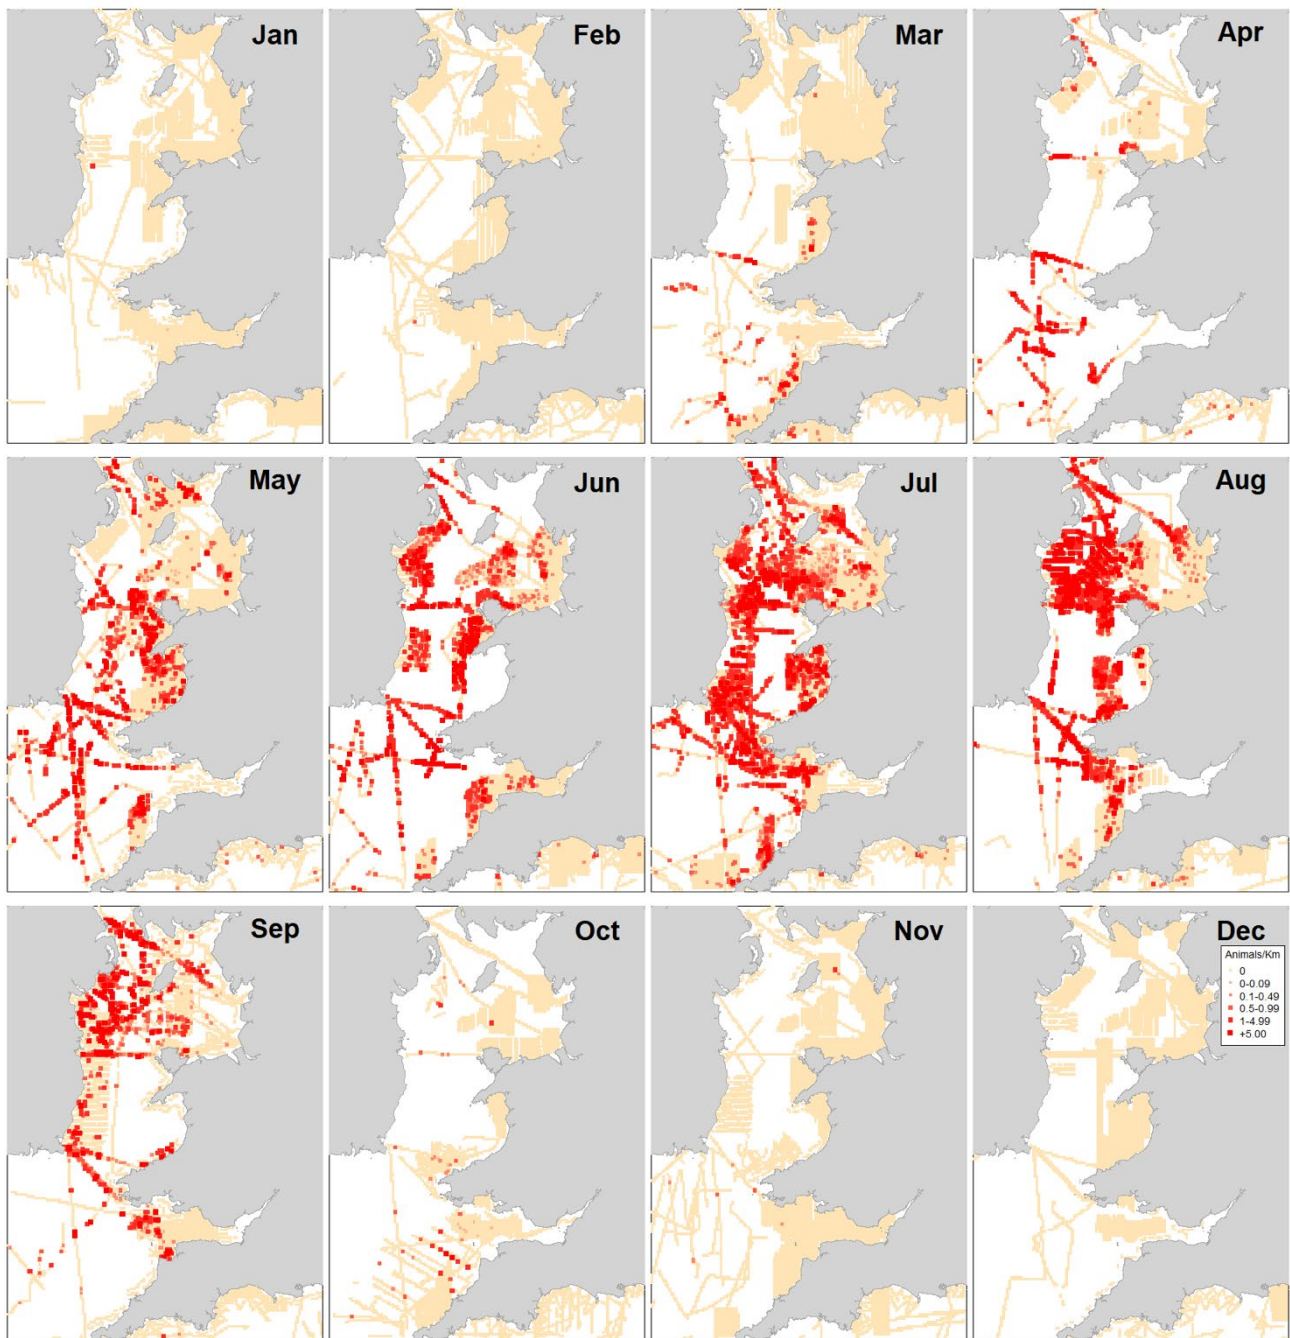 Jan
Feb
Mar
Apr
May
Jun
Jul
Aug
Sep
Oct
Nov
Dec
Animals/Km
0
0-0.09
0.1-0.49
0.5-0.99
1-4.99
+5.00